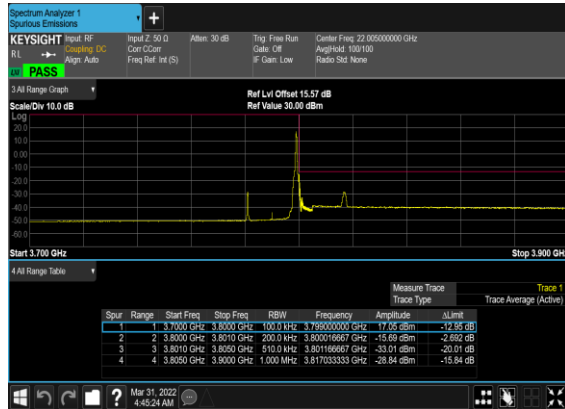 Spectrum Analyzer 1
Spurious Emissions
+
KEYSIGHT Input: RF Input Z: 50 Ω Atten: 30 dB Trig: Free Run Center Freq: 22.005000000 GHz
RL Coupling: DC Corr CCorr Gate: Off Avg|Hold: 100/100
Align: Auto Freq Ref: Int (S) IF Gain: Low Radio Std: None
PASS
3 All Range Graph
Ref Lvl Offset 15.57 dB
Scale/Div 10.0 dB Ref Value 30.00 dBm
Log
20.0
10.0
0.00
-10.0
-20.0
-30.0
-40.0
-50.0
-60.0
Start 3.700 GHz Stop 3.900 GH
4 All Range Table
Measure Trace Trace 1
Trace Type Trace Average (Active)
Spur Range Start Freq Stop Freq RBW Frequency Amplitude ΔLimit
1 1 3.7000 GHz 3.8000 GHz 100.0 kHz 3.799000000 GHz 17.05 dBm -12.95 dB
2 2 3.8000 GHz 3.8010 GHz 200.0 kHz 3.800016667 GHz -15.69 dBm -2.692 dB
3 3 3.8010 GHz 3.8050 GHz 510.0 kHz 3.801166667 GHz -33.01 dBm -20.01 dB
4 4 3.8050 GHz 3.9000 GHz 1.000 MHz 3.817033333 GHz -28.84 dBm -15.84 dB
?
Mar 31, 2022
4:45:24 AM